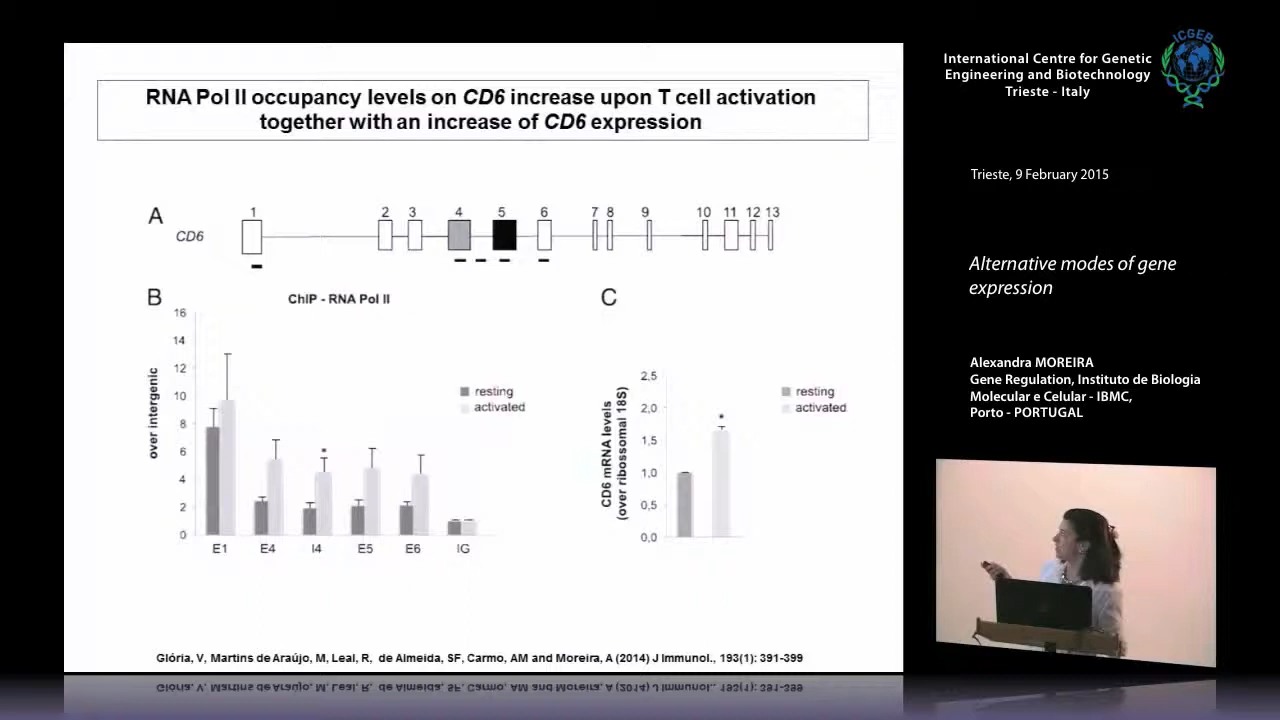 RNA Pol II occupancy levels on CD6 increase upon T cell activation
together with an increase of CD6 expression
A
CD6
1 2 3 4 5 6 7 8 9 10 11 12 13
B
ChIP - RNA Pol II
over intergenic
16
14
12
10
8
6
4
2
0
*
resting
activated
E1 E4 I4 E5 E6 IG
C
CD6 mRNA levels
(over ribossomal 18S)
2,5
2,0
1,5
1,0
0,5
0,0
*
resting
activated
Glória, V, Martins de Araújo, M, Leal, R, de Almeida, SF, Carmo, AM and Moreira, A (2014) J Immunol., 193(1): 391-399
International Centre for Genetic
Engineering and Biotechnology
Trieste - Italy
ICGEB
Trieste, 9 February 2015
Alternative modes of gene
expression
Alexandra MOREIRA
Gene Regulation, Instituto de Biologia
Molecular e Celular - IBMC,
Porto - PORTUGAL